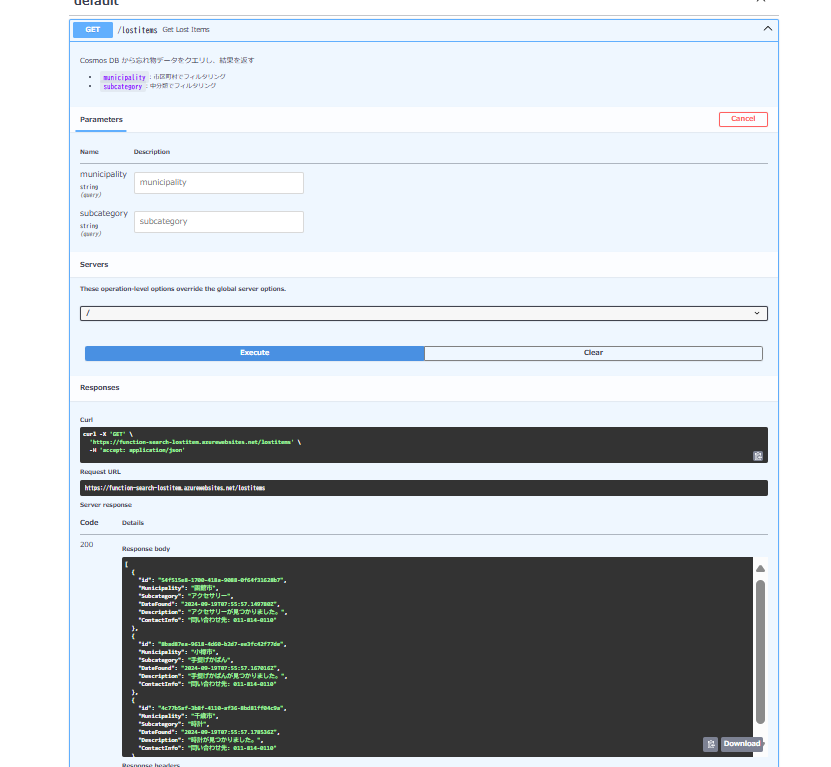 default
GET /lostitems Get Lost Items
Cosmos DB から忘れ物データをクエリし、結果を返す
municipality : 市区町村でフィルタリング
subcategory : 中分類でフィルタリング
Parameters
Cancel
Name Description
municipality
string
(query)
municipality
subcategory
string
(query)
subcategory
Servers
These operation-level options override the global server options.
/
Execute
Clear
Responses
Curl
curl -X 'GET' \
'https://function-search-lostitem.azurewebsites.net/lostitems' \
-H 'accept: application/json'
Request URL
https://function-search-lostitem.azurewebsites.net/lostitems
Server response
Code Details
200
Response body
[
{
"id": "54f515e8-1700-418a-9088-0f64f31628b7",
"Municipality": "函館市",
"Subcategory": "アクセサリー",
"DateFound": "2024-09-19T07:55:57.149780Z",
"Description": "アクセサリーが見つかりました。",
"ContactInfo": "問い合わせ先: 011-814-0110"
},
{
"id": "8bad87ea-9618-4d60-b2d7-ee3fc42f77de",
"Municipality": "小樽市",
"Subcategory": "手提げかばん",
"DateFound": "2024-09-19T07:55:57.167016Z",
"Description": "手提げかばんが見つかりました。",
"ContactInfo": "問い合わせ先: 011-814-0110"
},
{
"id": "4c77b5af-3b8f-4110-af36-8bd81ff04c9a",
"Municipality": "千歳市",
"Subcategory": "時計",
"DateFound": "2024-09-19T07:55:57.178536Z",
"Description": "時計が見つかりました。",
"ContactInfo": "問い合わせ先: 011-814-0110"
}
Download
Response headers